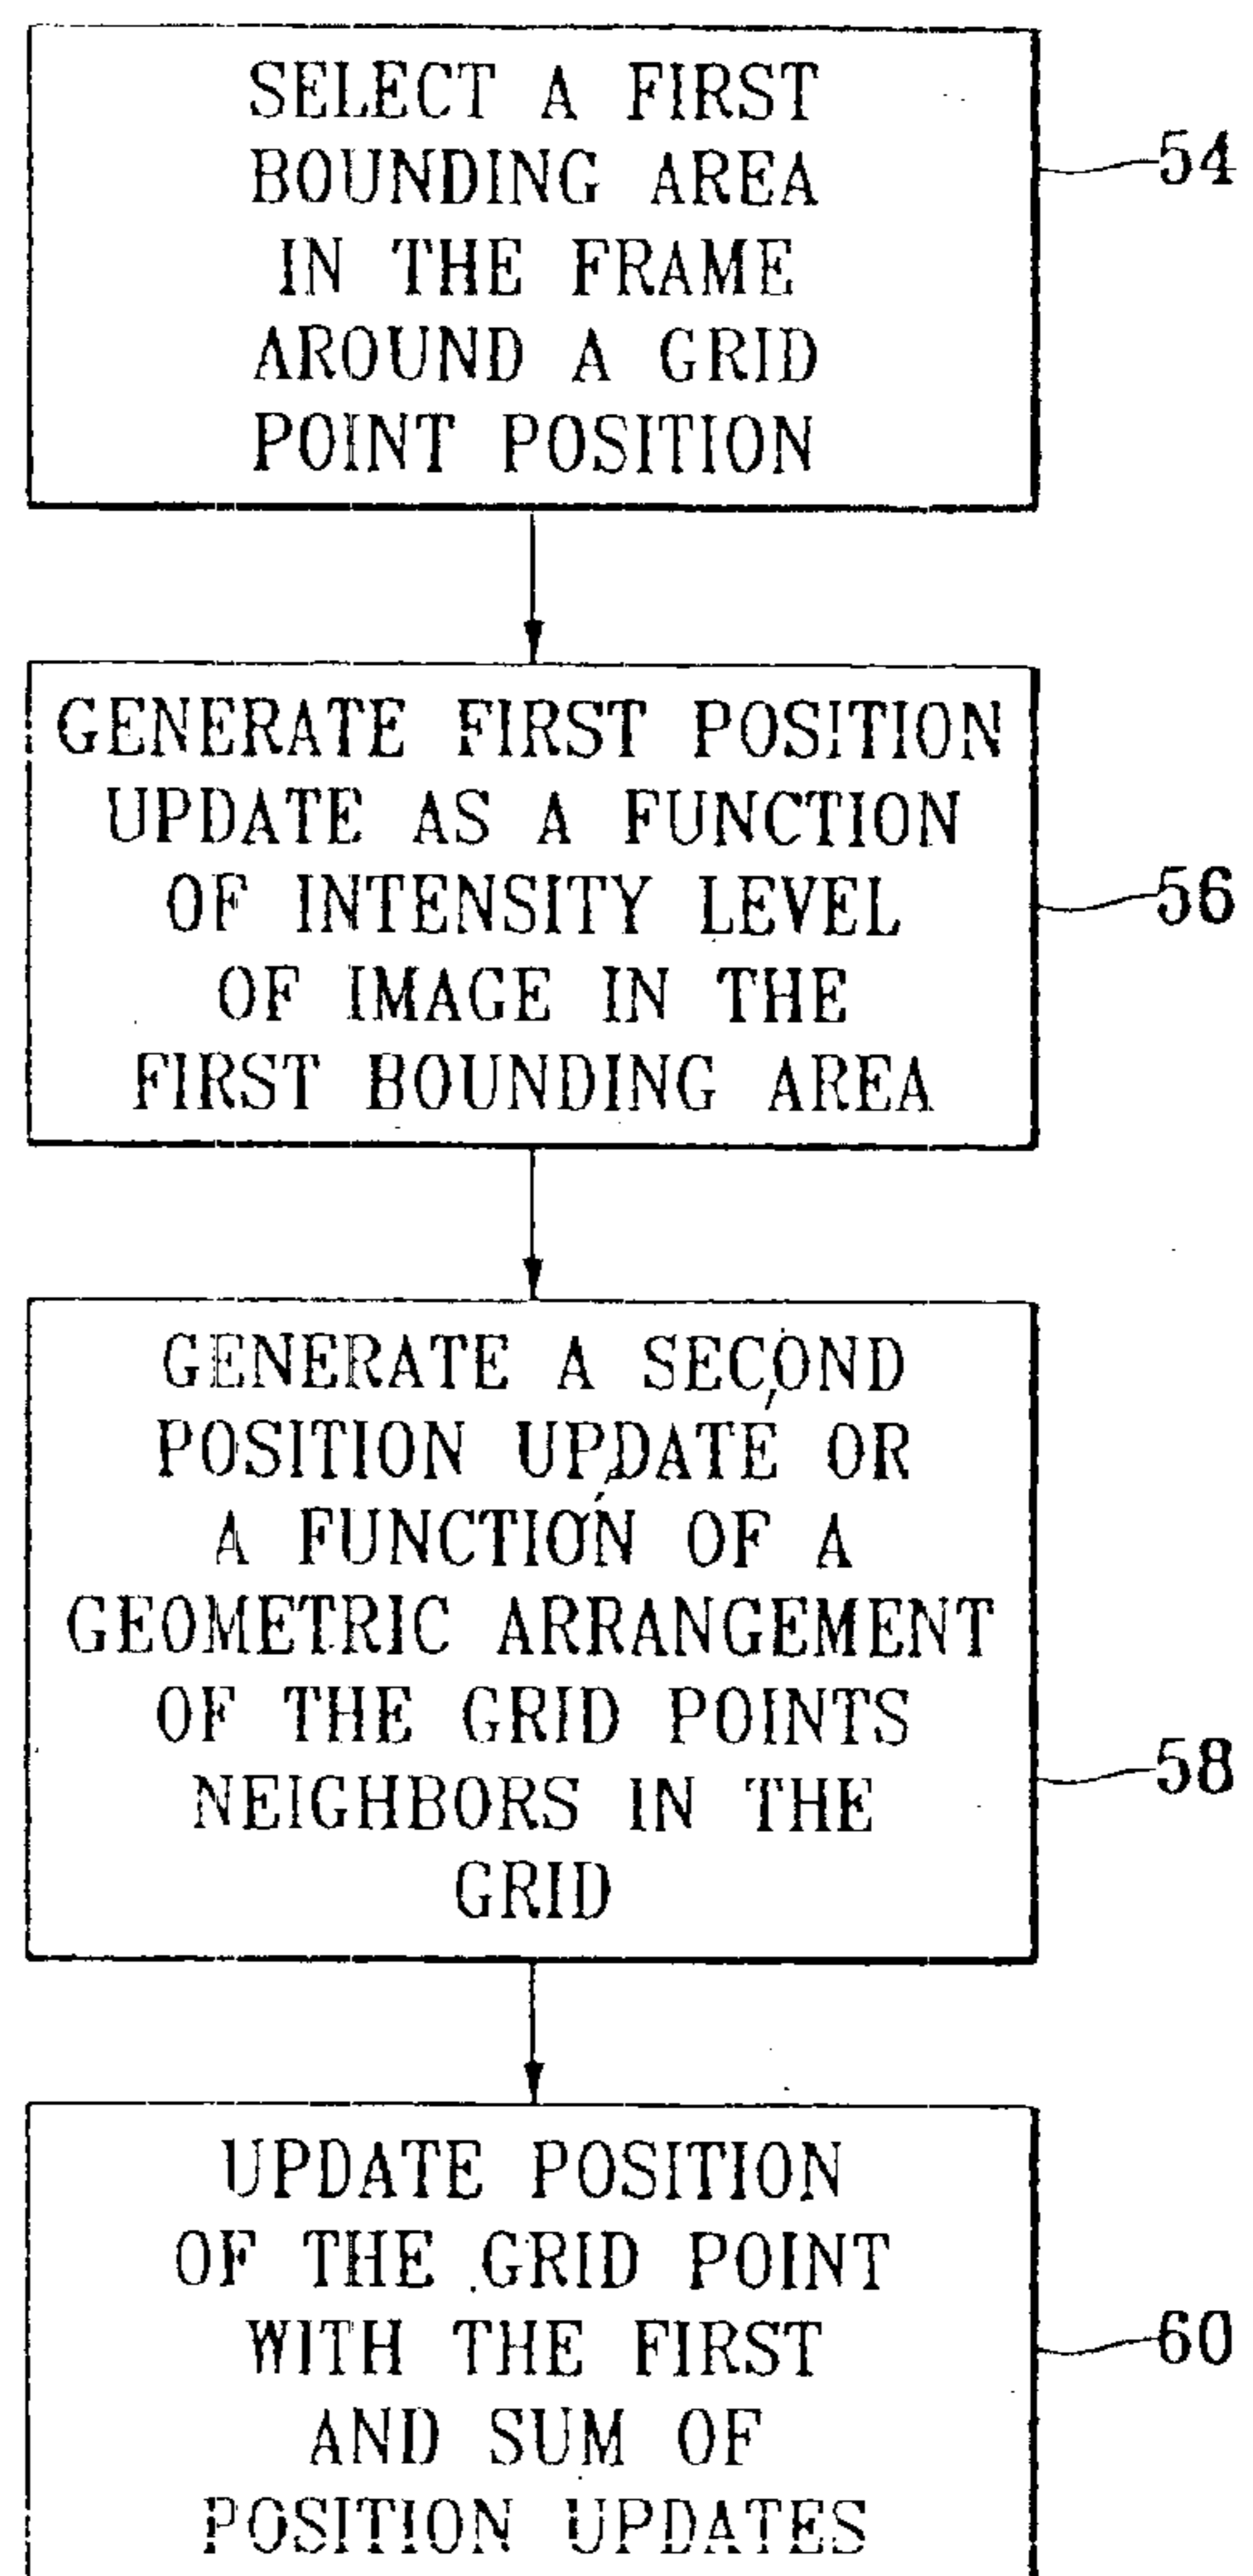 SELECT A FIRST
BOUNDING AREA
IN THE FRAME
AROUND A GRID
POINT POSITION
54
GENERATE FIRST POSITION
UPDATE AS A FUNCTION
OF INTENSITY LEVEL
OF IMAGE IN THE
FIRST BOUNDING AREA
56
GENERATE A SECOND
POSITION UPDATE OR
A FUNCTION OF A
GEOMETRIC ARRANGEMENT
OF THE GRID POINTS
NEIGHBORS IN THE
GRID
58
UPDATE POSITION
OF THE GRID POINT
WITH THE FIRST
AND SUM OF
POSITION UPDATES
60